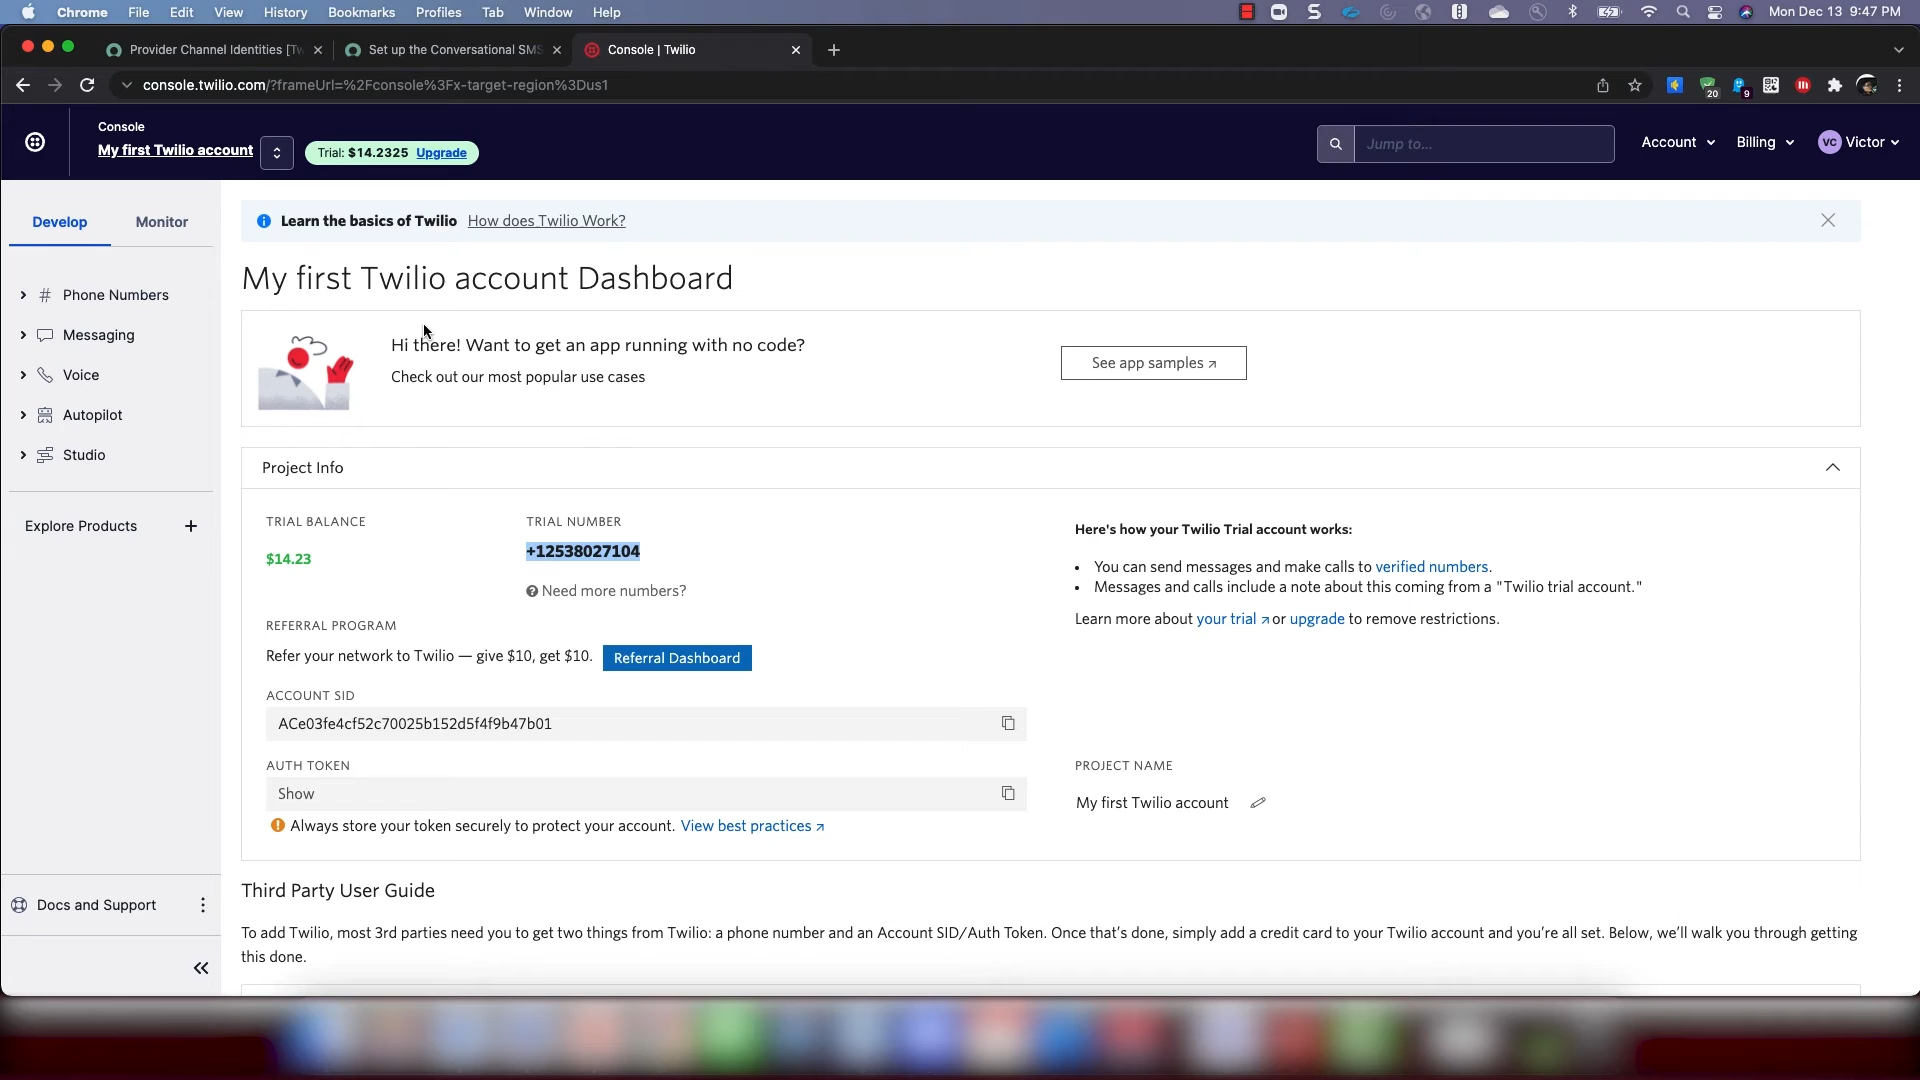 Chrome File Edit View History Bookmarks Profiles Tab Window Help Mon Dec 13 9:47 PM
Provider Channel Identities [Tw Set up the Conversational SMS Console | Twilio
console.twilio.com/?frameUrl=%2Fconsole%3Fx-target-region%3Dus1
20 9
Console
My first Twilio account Trial: $14.2325 Upgrade
Jump to...
Account Billing VC Victor
Develop Monitor
Phone Numbers
Messaging
Voice
Autopilot
Studio
Explore Products +
Docs and Support
Learn the basics of Twilio How does Twilio Work?
My first Twilio account Dashboard
Hi there! Want to get an app running with no code?
Check out our most popular use cases
See app samples
Project Info
TRIAL BALANCE
$14.23
TRIAL NUMBER
+12538027104
Need more numbers?
REFERRAL PROGRAM
Refer your network to Twilio — give $10, get $10. Referral Dashboard
ACCOUNT SID
ACe03fe4cf52c70025b152d5f4f9b47b01
AUTH TOKEN
Show
Always store your token securely to protect your account. View best practices
Here's how your Twilio Trial account works:
• You can send messages and make calls to verified numbers.
• Messages and calls include a note about this coming from a "Twilio trial account."
Learn more about your trial or upgrade to remove restrictions.
PROJECT NAME
My first Twilio account
Third Party User Guide
To add Twilio, most 3rd parties need you to get two things from Twilio: a phone number and an Account SID/Auth Token. Once that's done, simply add a credit card to your Twilio account and you're all set. Below, we'll walk you through getting
this done.